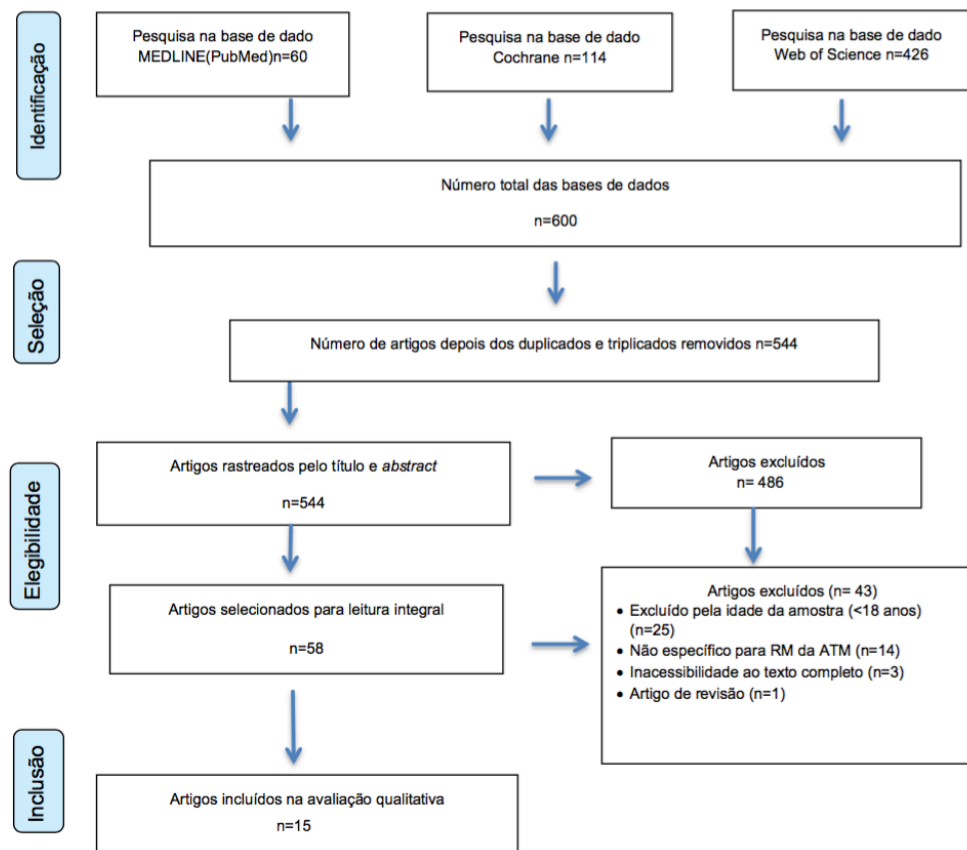 Identificação
Pesquisa na base de dado
MEDLINE(PubMed)n=60
Pesquisa na base de dado
Cochrane n=114
Pesquisa na base de dado
Web of Science n=426
Número total das bases de dados
n=600
Seleção
Número de artigos depois dos duplicados e triplicados removidos n=544
Elegibilidade
Artigos rastreados pelo título e abstract
n=544
Artigos excluídos
n= 486
Artigos selecionados para leitura integral
n=58
Artigos excluídos (n= 43)
• Excluído pela idade da amostra (<18 anos)
(n=25)
• Não específico para RM da ATM (n=14)
• Inacessibilidade ao texto completo (n=3)
• Artigo de revisão (n=1)
Inclusão
Artigos incluídos na avaliação qualitativa
n=15